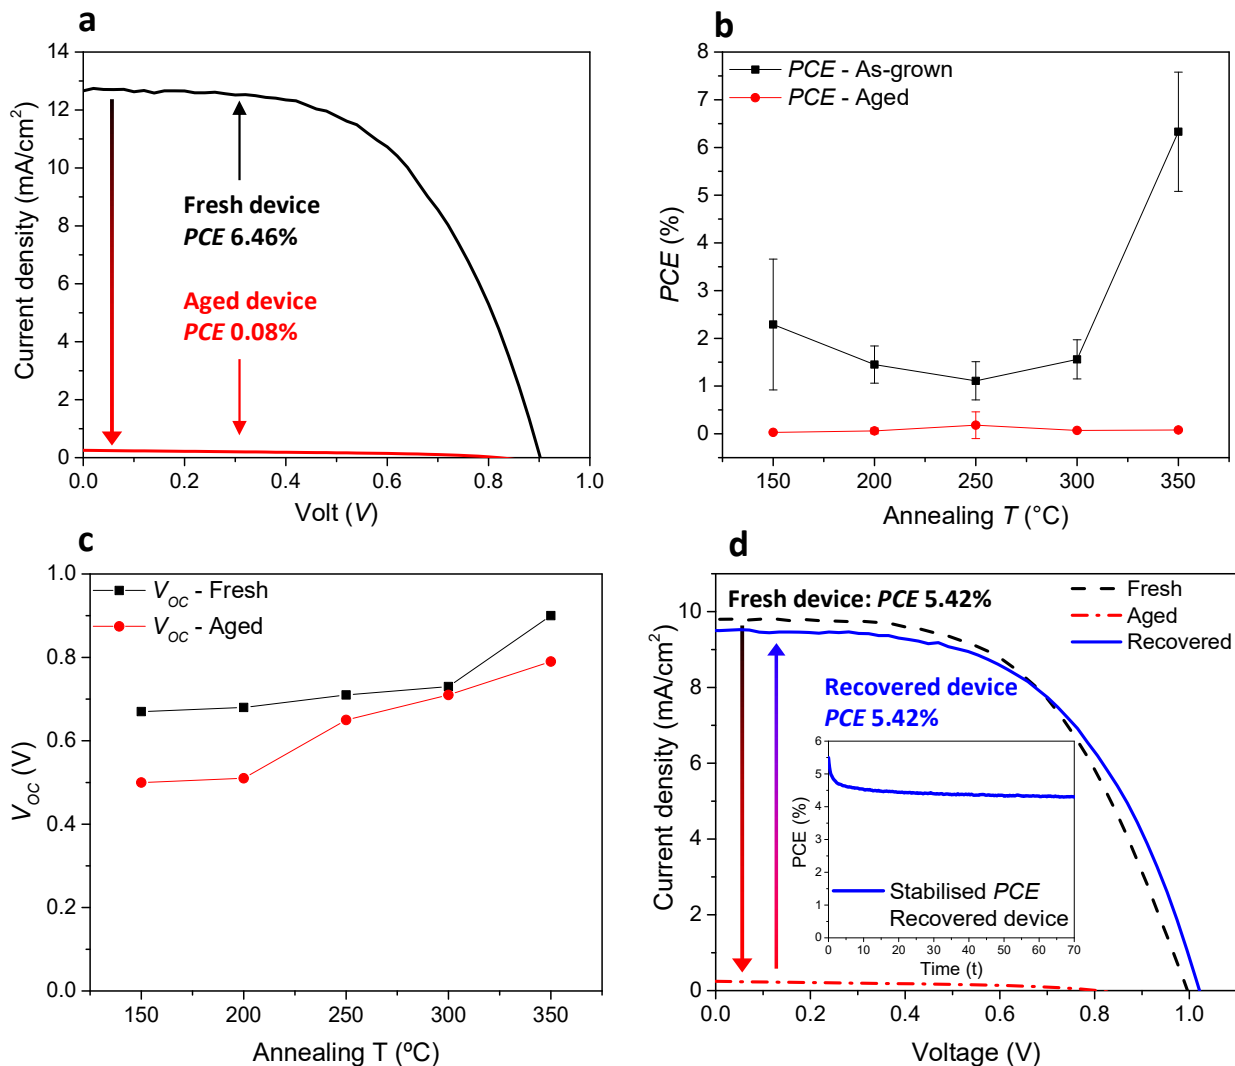 a
14
12
10
8
6
4
2
0
Current density (mA/cm²)
Fresh device
PCE 6.46%
Aged device
PCE 0.08%
0.0 0.2 0.4 0.6 0.8 1.0
Volt (V)
b
8
7
6
5
4
3
2
1
0
PCE (%)
PCE - As-grown
PCE - Aged
150 200 250 300 350
Annealing T (°C)
c
1.0
0.8
0.6
0.4
0.2
0.0
V_OC (V)
V_OC - Fresh
V_OC - Aged
150 200 250 300 350
Annealing T (ºC)
d
10
8
6
4
2
0
Current density (mA/cm²)
Fresh device: PCE 5.42%
Fresh
Aged
Recovered
Recovered device
PCE 5.42%
6
5
4
3
2
1
0
PCE (%)
Stabilised PCE
Recovered device
0 10 20 30 40 50 60 70
Time (t)
0.0 0.2 0.4 0.6 0.8 1.0
Voltage (V)